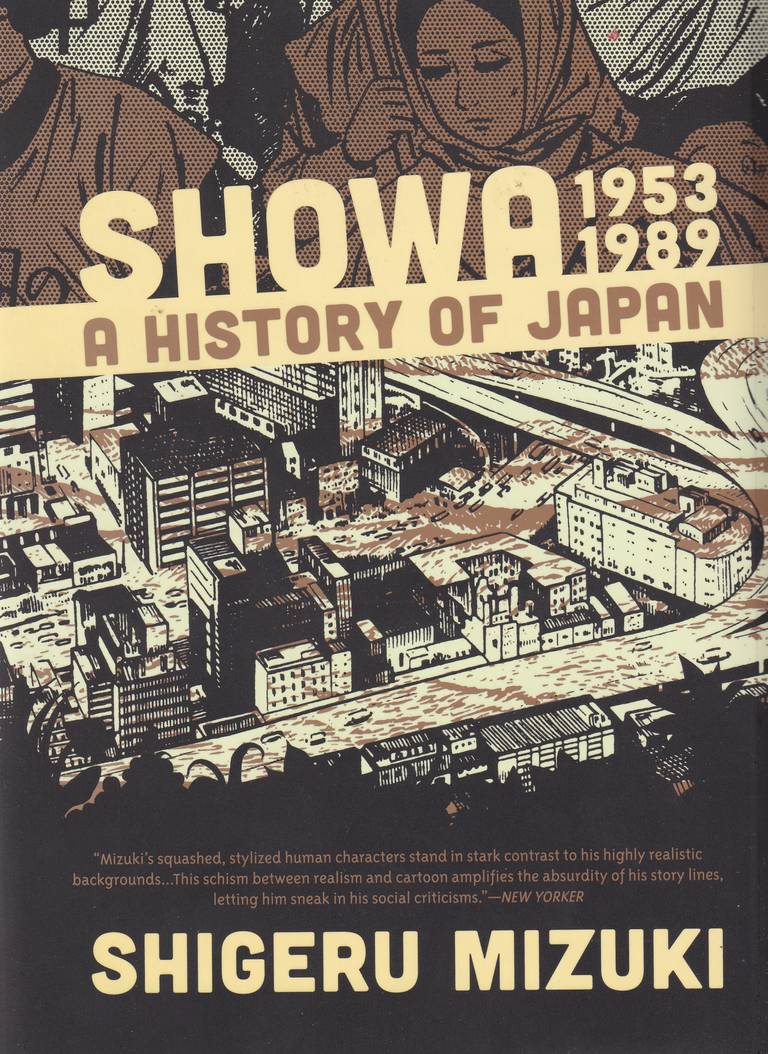 SHOWA 1953
1989
A HISTORY OF JAPAN
“Mizuki’s squashed, stylized human characters stand in stark contrast to his highly realistic
backgrounds...This schism between realism and cartoon amplifies the absurdity of his story lines,
letting him sneak in his social criticisms.”—NEW YORKER
SHIGERU MIZUKI